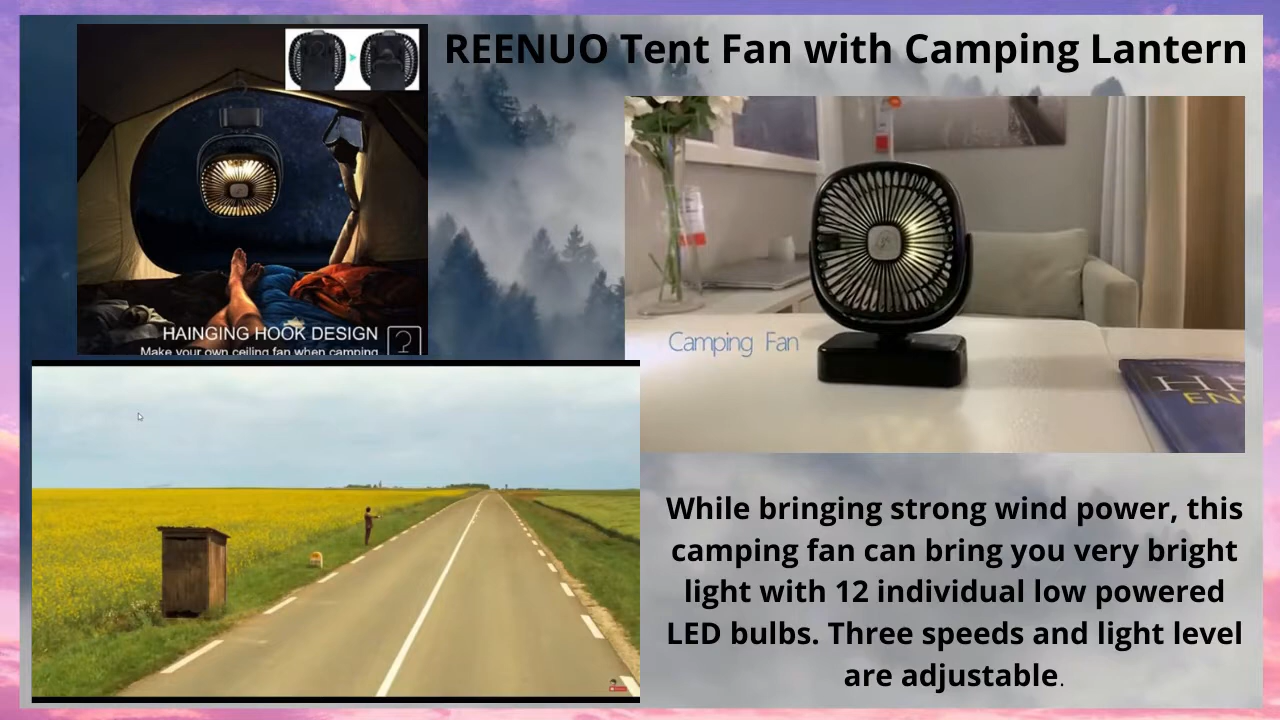 REENUO Tent Fan with Camping Lantern
HAINGING HOOK DESIGN
Make your own ceiling fan when camping
Camping Fan
While bringing strong wind power, this
camping fan can bring you very bright
light with 12 individual low powered
LED bulbs. Three speeds and light level
are adjustable.